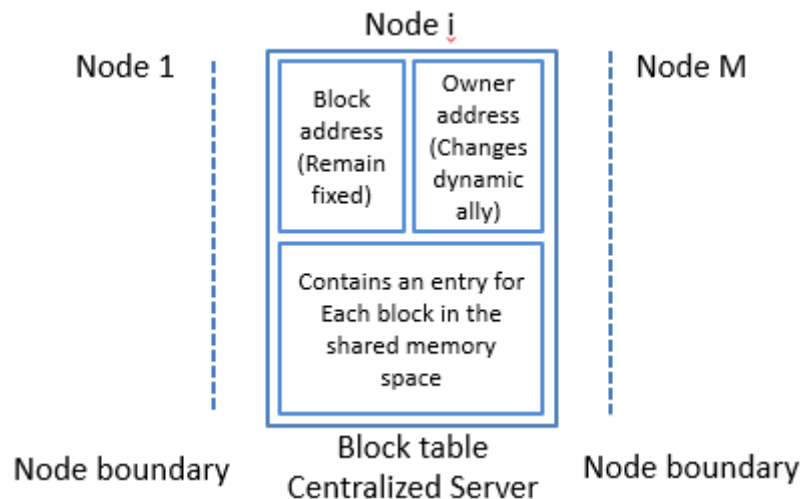 Node i
Node 1
Node M
Block
address
(Remain
fixed)
Owner
address
(Changes
dynamic
ally)
Contains an entry for
Each block in the
shared memory
space
Block table
Centralized Server
Node boundary
Node boundary